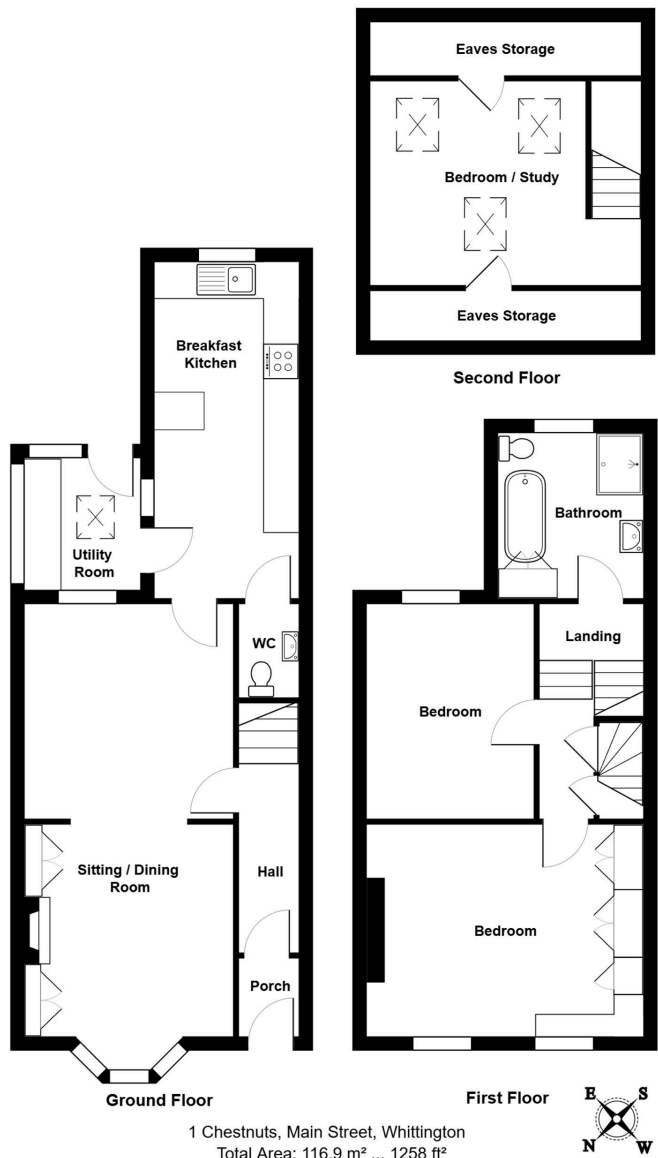 Eaves Storage
Bedroom / Study
Eaves Storage
Second Floor
Breakfast
Kitchen
Utility
Room
WC
Sitting / Dining
Room
Hall
Porch
Ground Floor
Bathroom
Landing
Bedroom
Bedroom
First Floor
E S
N W
1 Chestnuts, Main Street, Whittington
Total Area: 116.9 m² ... 1258 ft²